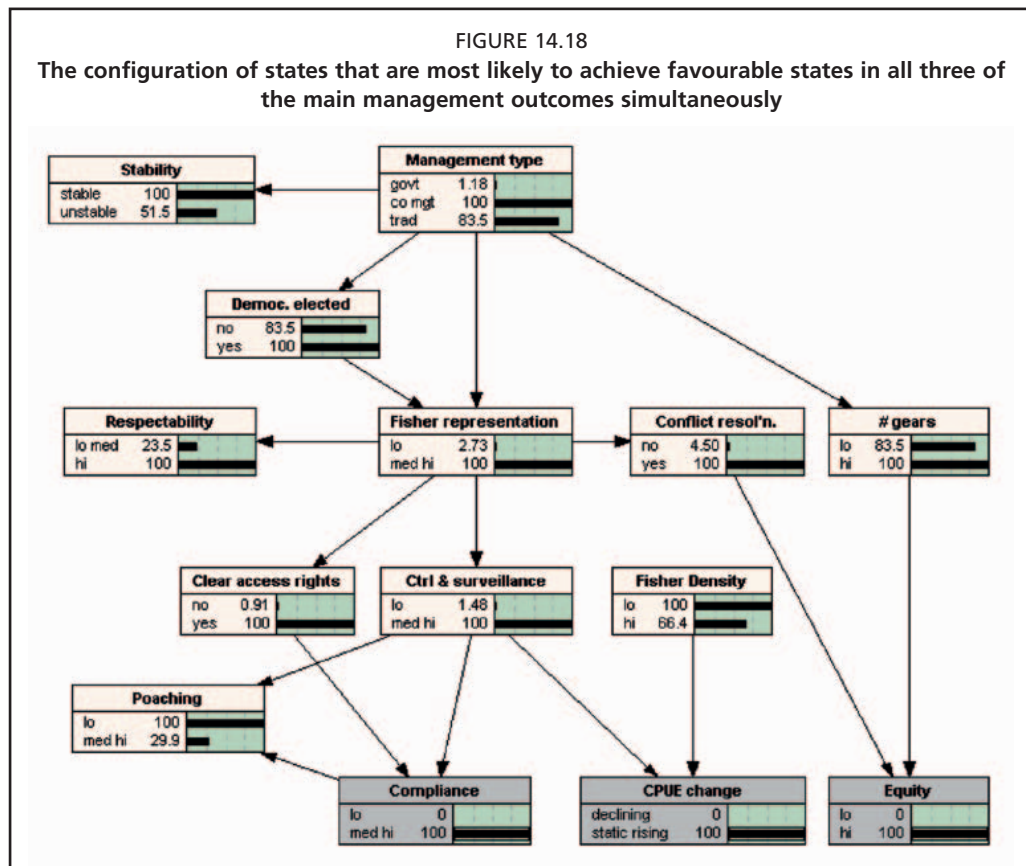 FIGURE 14.18
The configuration of states that are most likely to achieve favourable states in all three of
the main management outcomes simultaneously
Stability
stable 100
unstable 51.5
Management type
govt 1.18
co mgt 100
trad 83.5
Democ. elected
no 83.5
yes 100
Respectability
lo med 23.5
hi 100
Fisher representation
lo 2.73
med hi 100
Conflict resol'n.
no 4.50
yes 100
# gears
lo 83.5
hi 100
Clear access rights
no 0.91
yes 100
Ctrl & surveillance
lo 1.48
med hi 100
Fisher Density
lo 100
hi 66.4
Poaching
lo 100
med hi 29.9
Compliance
lo 0
med hi 100
CPUE change
declining 0
static rising 100
Equity
lo 0
hi 100